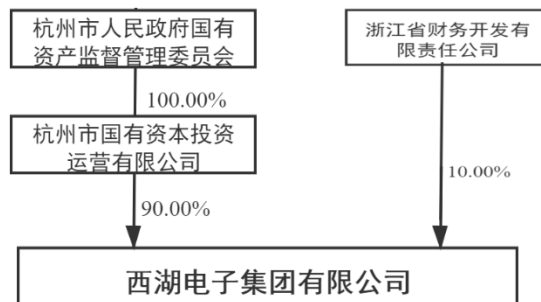 杭州市人民政府国有
资产监督管理委员会
浙江省财务开发有
限责任公司
100.00%
杭州市国有资本投资
运营有限公司
10.00%
90.00%
西湖电子集团有限公司